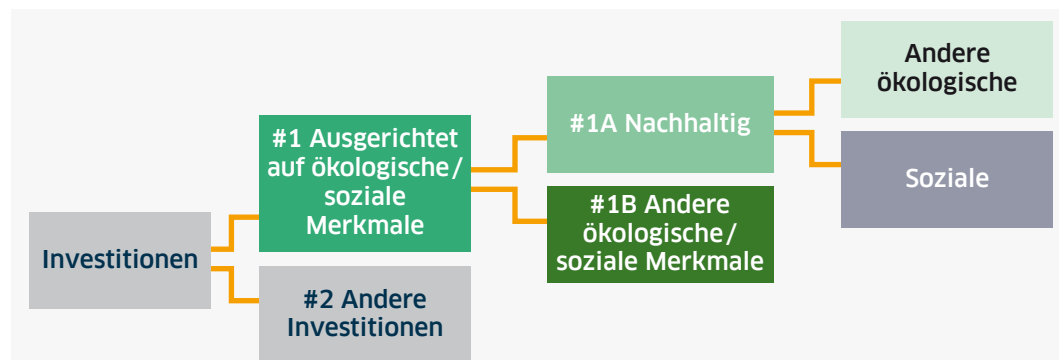 Investitionen
#1 Ausgerichtet
auf ökologische/
soziale
Merkmale
#2 Andere
Investitionen
#1A Nachhaltig
#1B Andere
ökologische/
soziale Merkmale
Andere
ökologische
Soziale